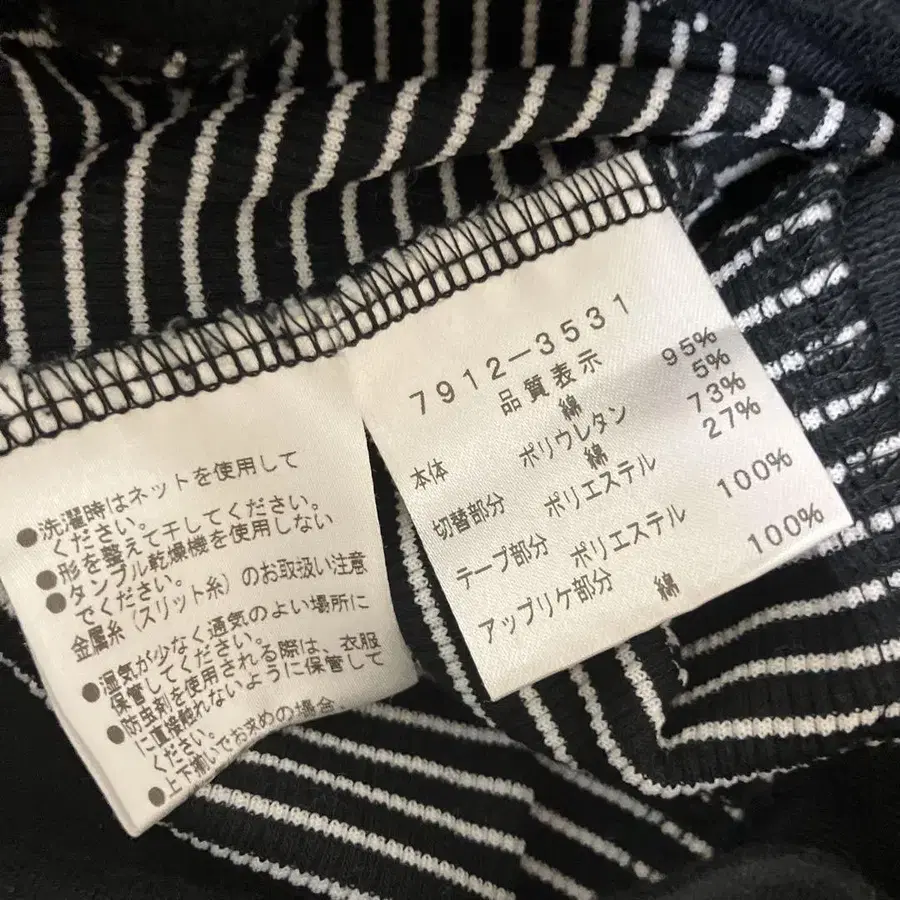 ●洗濯時はネットを使用して
ください。
●形を整えて干してください。
●タンブル乾燥機を使用しない
でください。
金属糸(スリット糸)のお取扱い注意
●湿気が少なく通気のよい場所に
保管してください。
●防虫剤を使用される際は、衣服
に直接触れないように保管して
ください。
●上下揃いでお求めの場合、
7912-3531
品質表示
本体 綿 95%
ポリウレタン 5%
切替部分 綿 73%
ポリエステル 27%
テープ部分 ポリエステル 100%
アップリケ部分 綿 100%